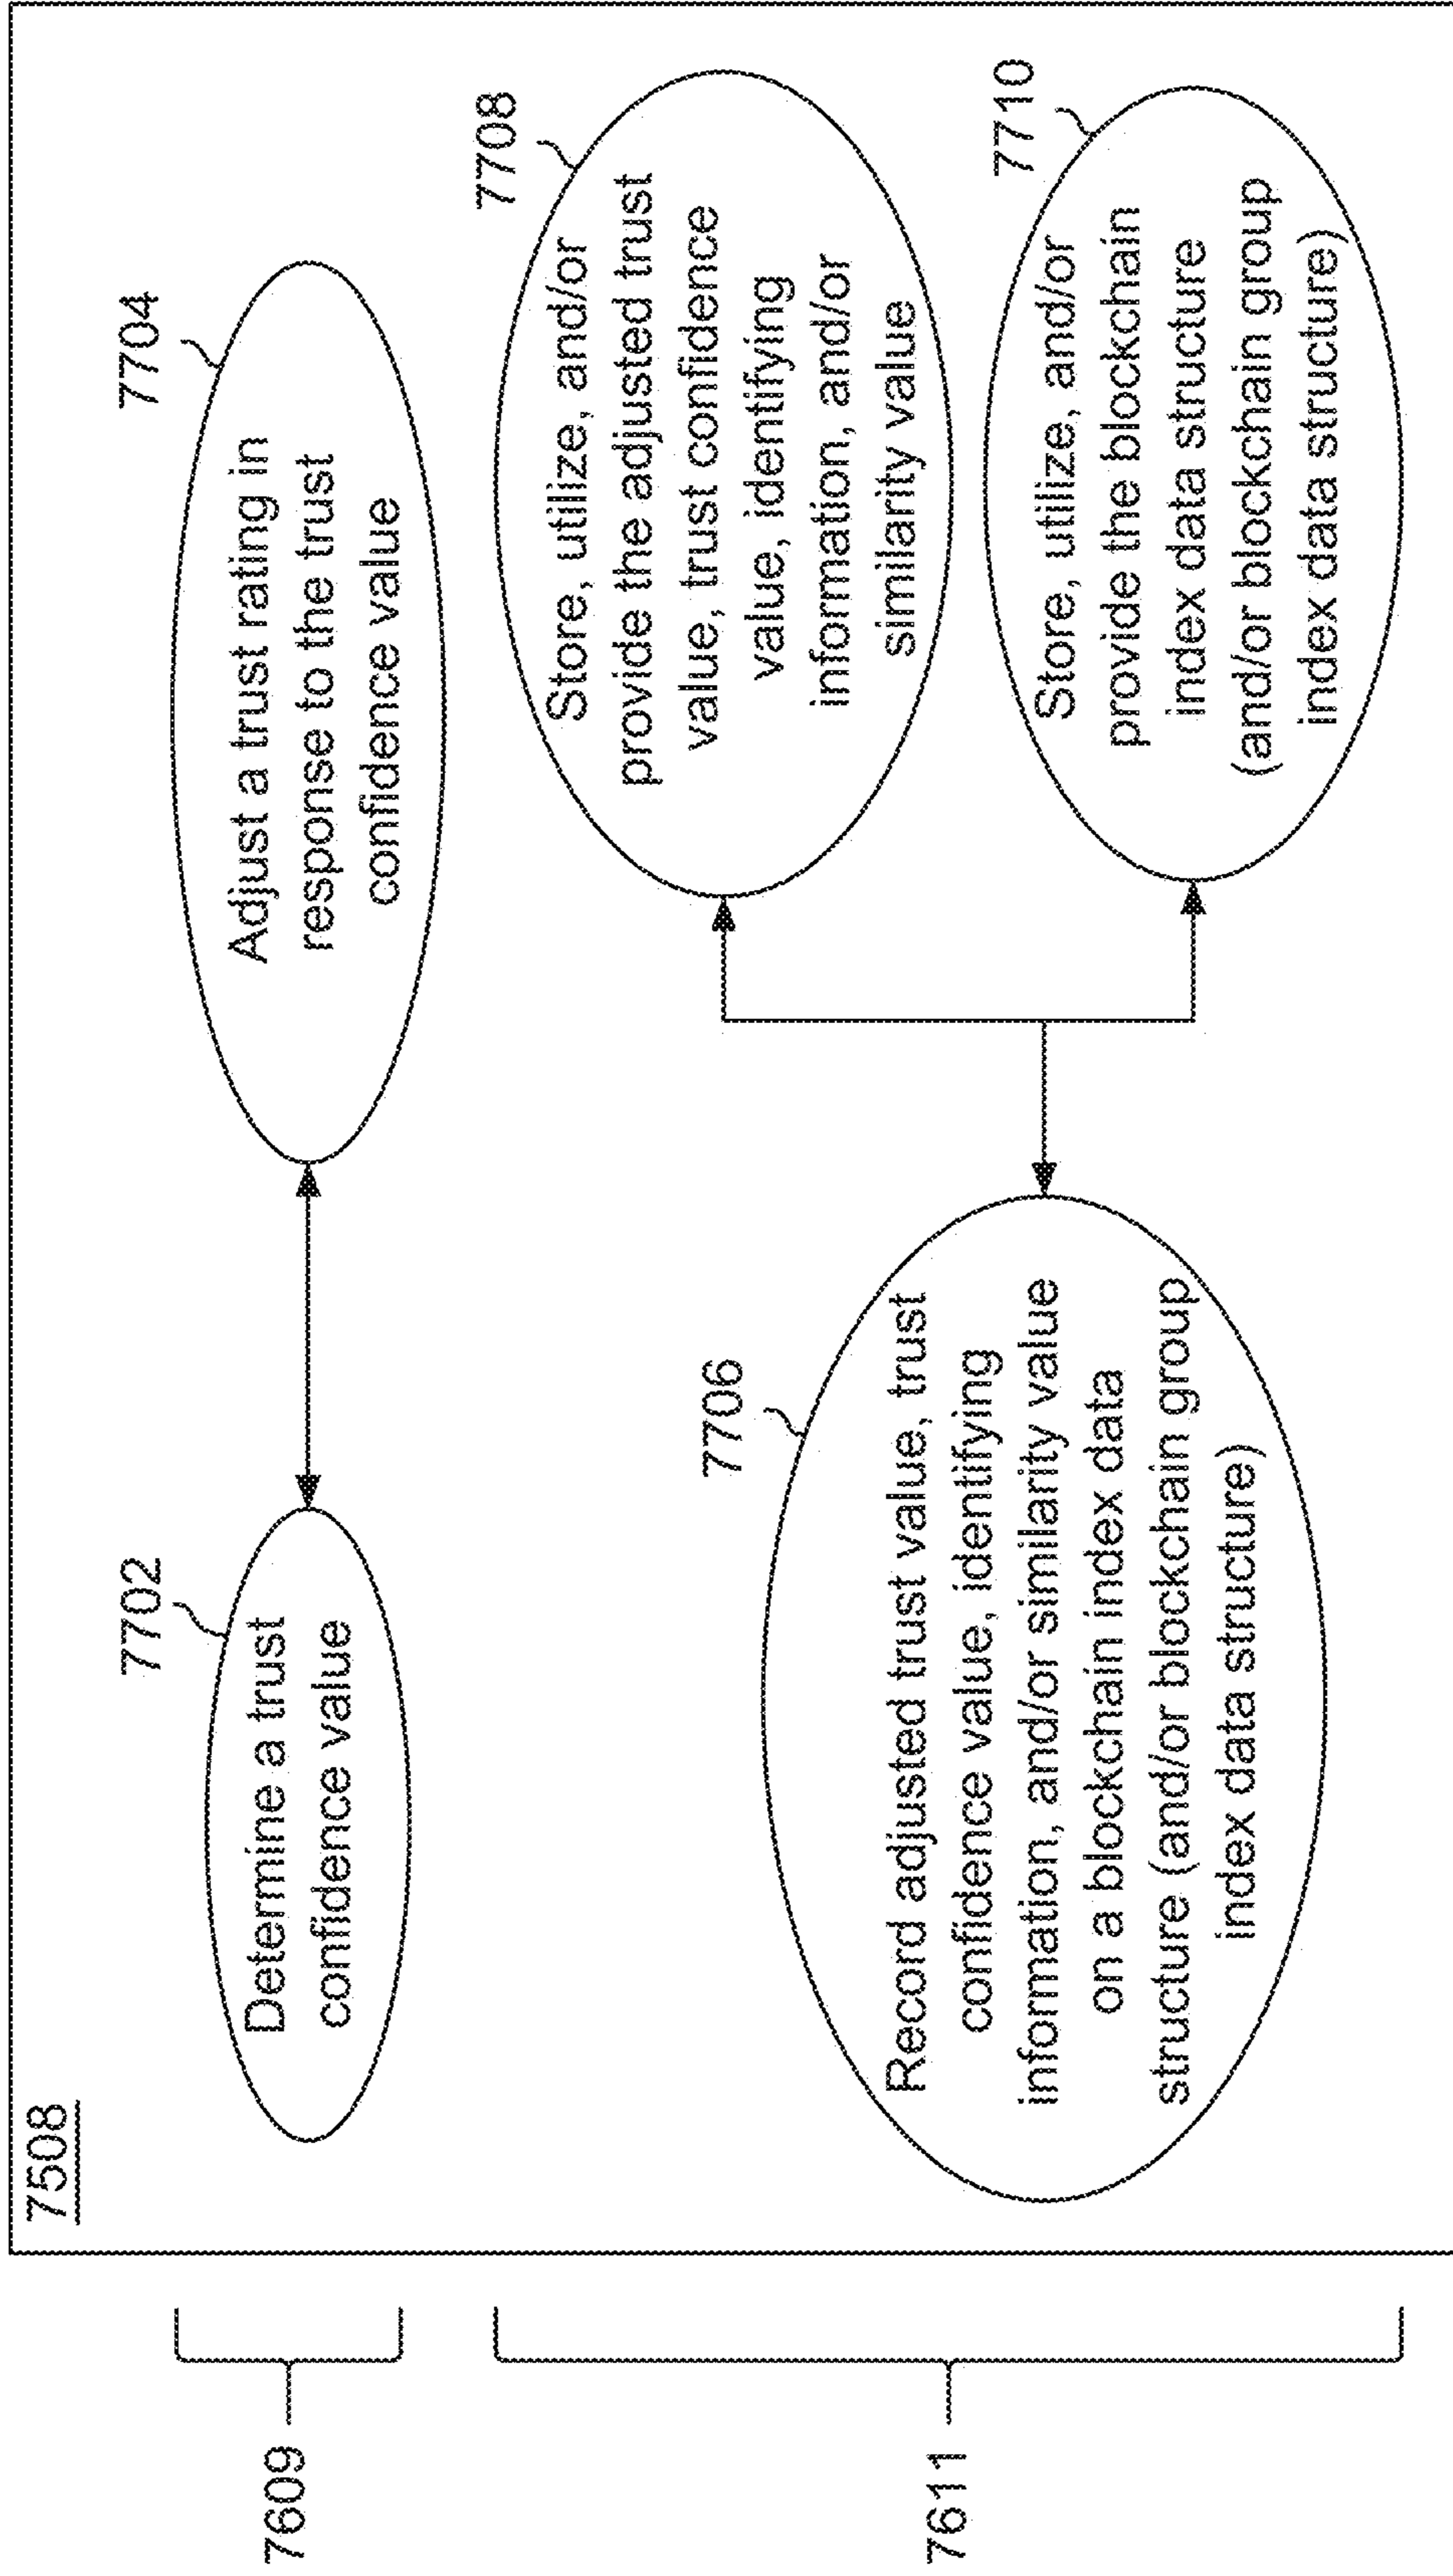 7508
7609
7702
Determine a trust
confidence value
7704
Adjust a trust rating in
response to the trust
confidence value
7611
7706
Record adjusted trust value, trust
confidence value, identifying
information, and/or similarity value
on a blockchain index data
structure (and/or blockchain group
index data structure)
7708
Store, utilize, and/or
provide the adjusted trust
value, trust confidence
value, identifying
information, and/or
similarity value
7710
Store, utilize, and/or
provide the blockchain
index data structure
(and/or blockchain group
index data structure)